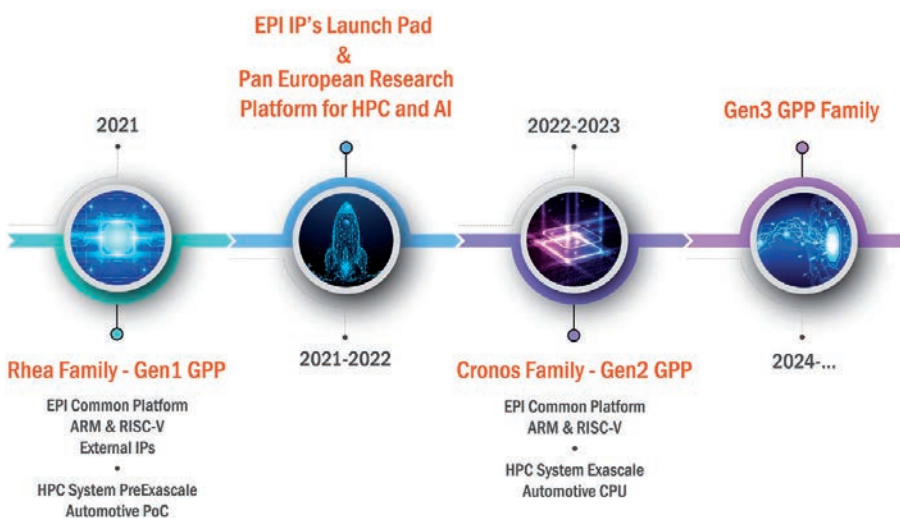 2021
Rhea Family - Gen1 GPP
EPI Common Platform
ARM & RISC-V
External IPs
•
HPC System PreExascale
Automotive PoC
EPI IP's Launch Pad
&
Pan European Research
Platform for HPC and AI
2021-2022
2022-2023
Cronos Family - Gen2 GPP
EPI Common Platform
ARM & RISC-V
•
HPC System Exascale
Automotive CPU
Gen3 GPP Family
2024-...